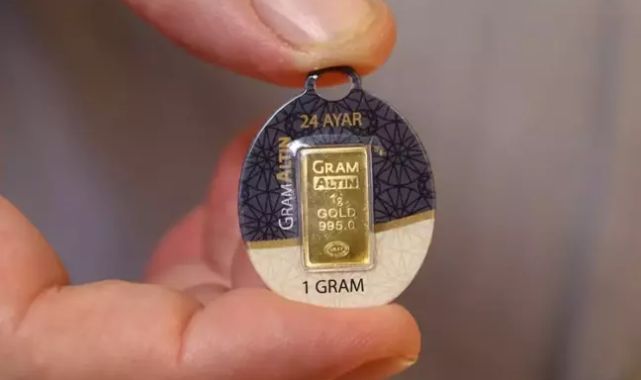 24 AYAR
GRAM ALTIN
GRAM
ALTIN
1g
GOLD
995.0
1 GRAM